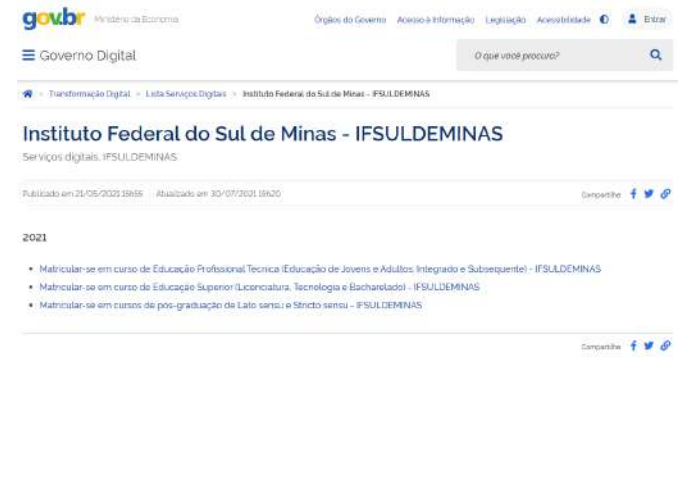 gov.br Ministério da Economia Órgãos do Governo Acesso à Informação Legislação Acessibilidade Entrar
Governo Digital O que você procura?
> Transformação Digital > Lista Serviços Digitais > Instituto Federal do Sul de Minas - IFSULDEMINAS
Instituto Federal do Sul de Minas - IFSULDEMINAS
Serviços digitais, IFSULDEMINAS
Publicado em 21/05/2021 Atualizado em 30/07/2021 16h20 Compartilhe
2021
• Matricular-se em curso de Educação Profissional Técnica (Educação de Jovens e Adultos, Integrado e Subsequente) - IFSULDEMINAS
• Matricular-se em curso de Educação Superior (Licenciatura, Tecnologia e Bacharelado) - IFSULDEMINAS
• Matricular-se em cursos de pós-graduação de Lato sensu e Stricto sensu - IFSULDEMINAS
Compartilhe